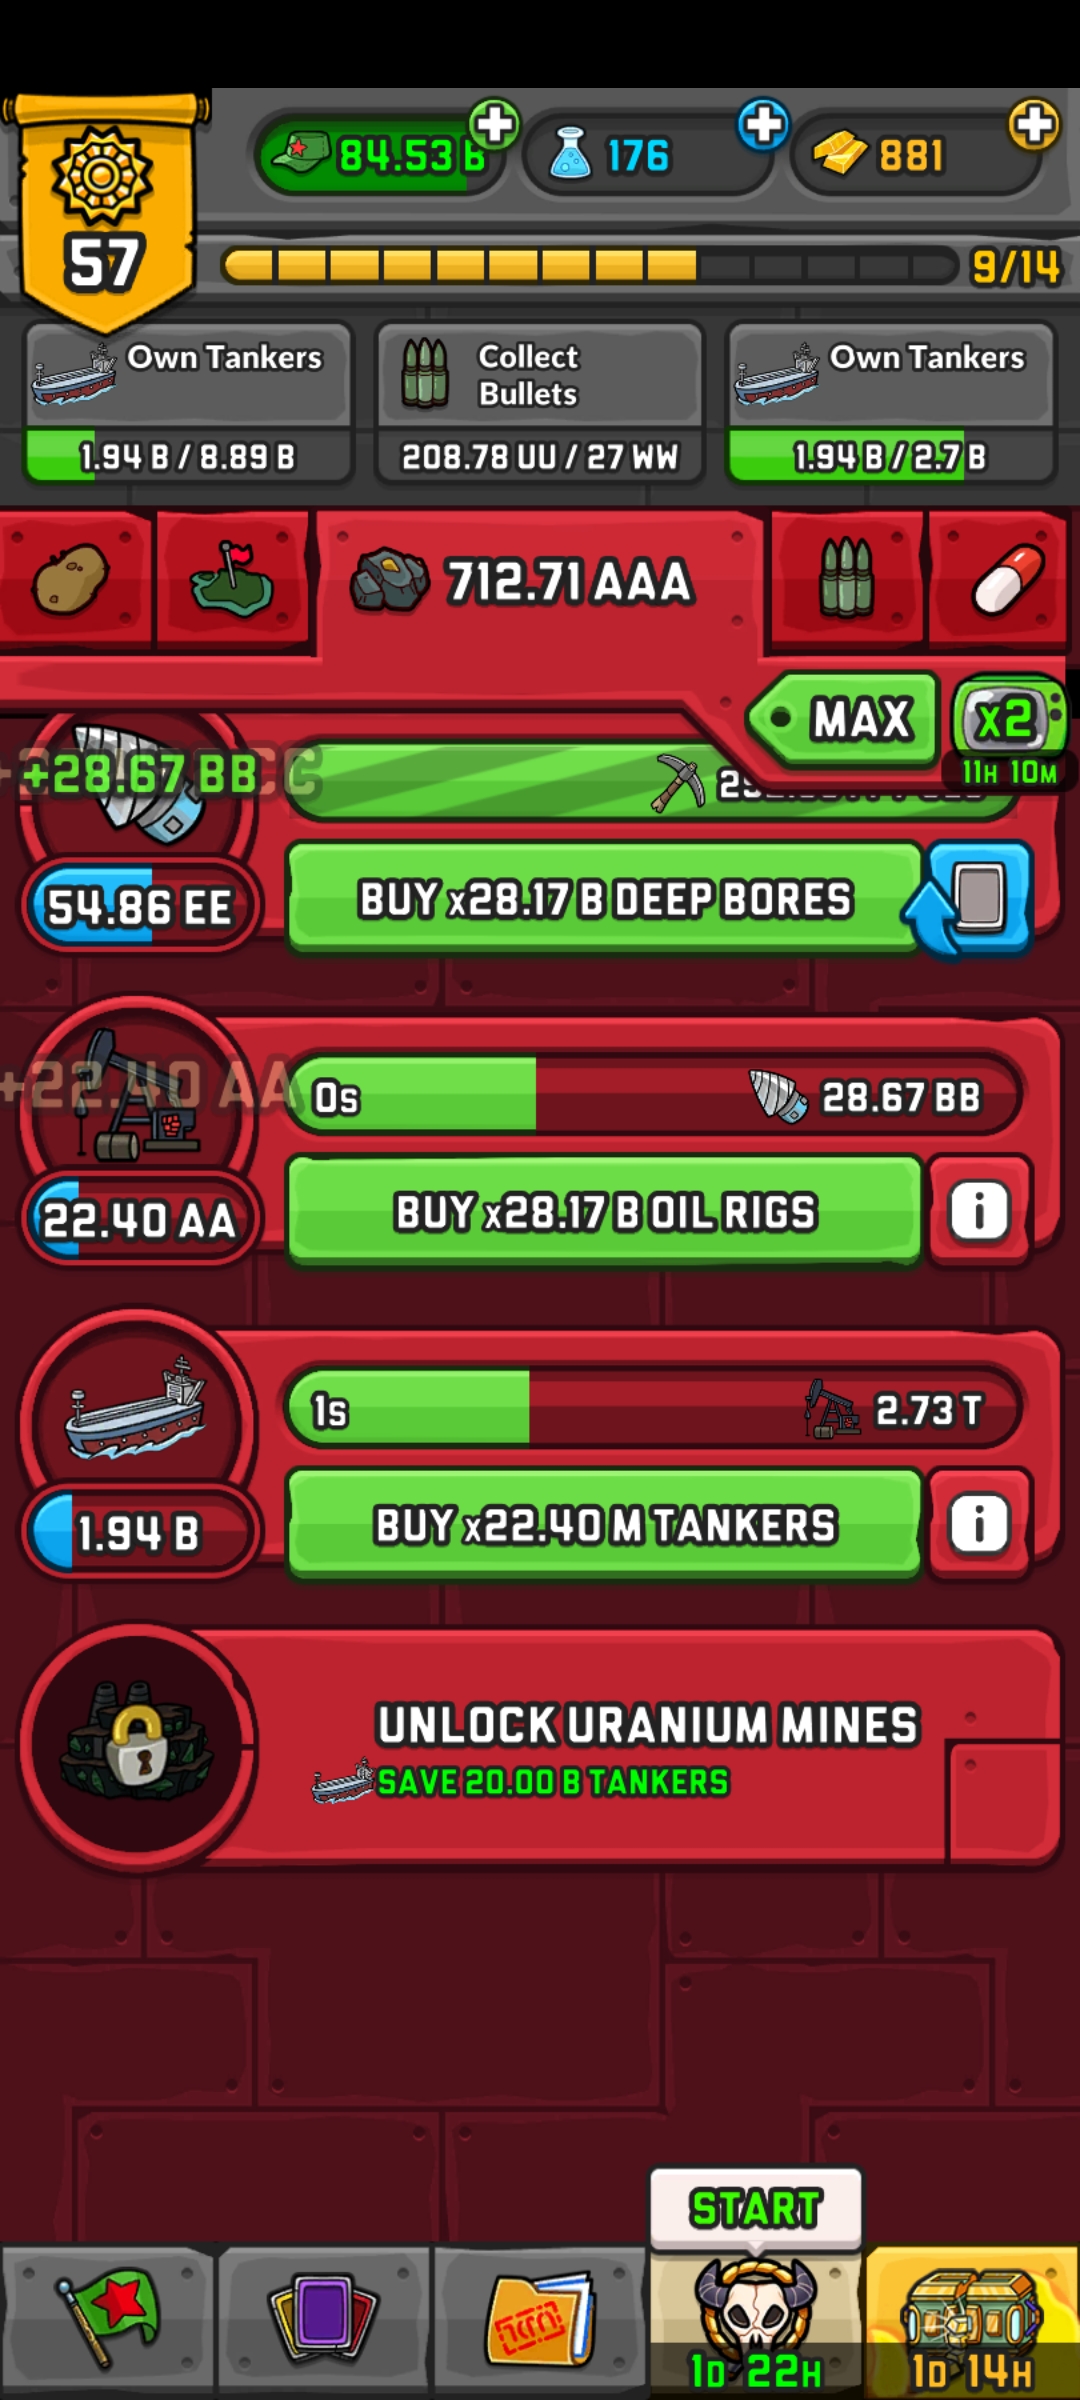 84.53 B
176
881
57
9/14
Own Tankers
1.94 B / 8.89 B
Collect
Bullets
208.78 UU / 27 WW
Own Tankers
1.94 B / 2.7 B
712.71 AAA
MAX
x2
11H 10M
+28.67 BB
54.86 EE
BUY x28.17 B DEEP BORES
+22.40 AA
0s
28.67 BB
22.40 AA
BUY x28.17 B OIL RIGS
i
1s
2.73 T
1.94 B
BUY x22.40 M TANKERS
i
UNLOCK URANIUM MINES
SAVE 20.00 B TANKERS
START
1D 22H
1D 14H